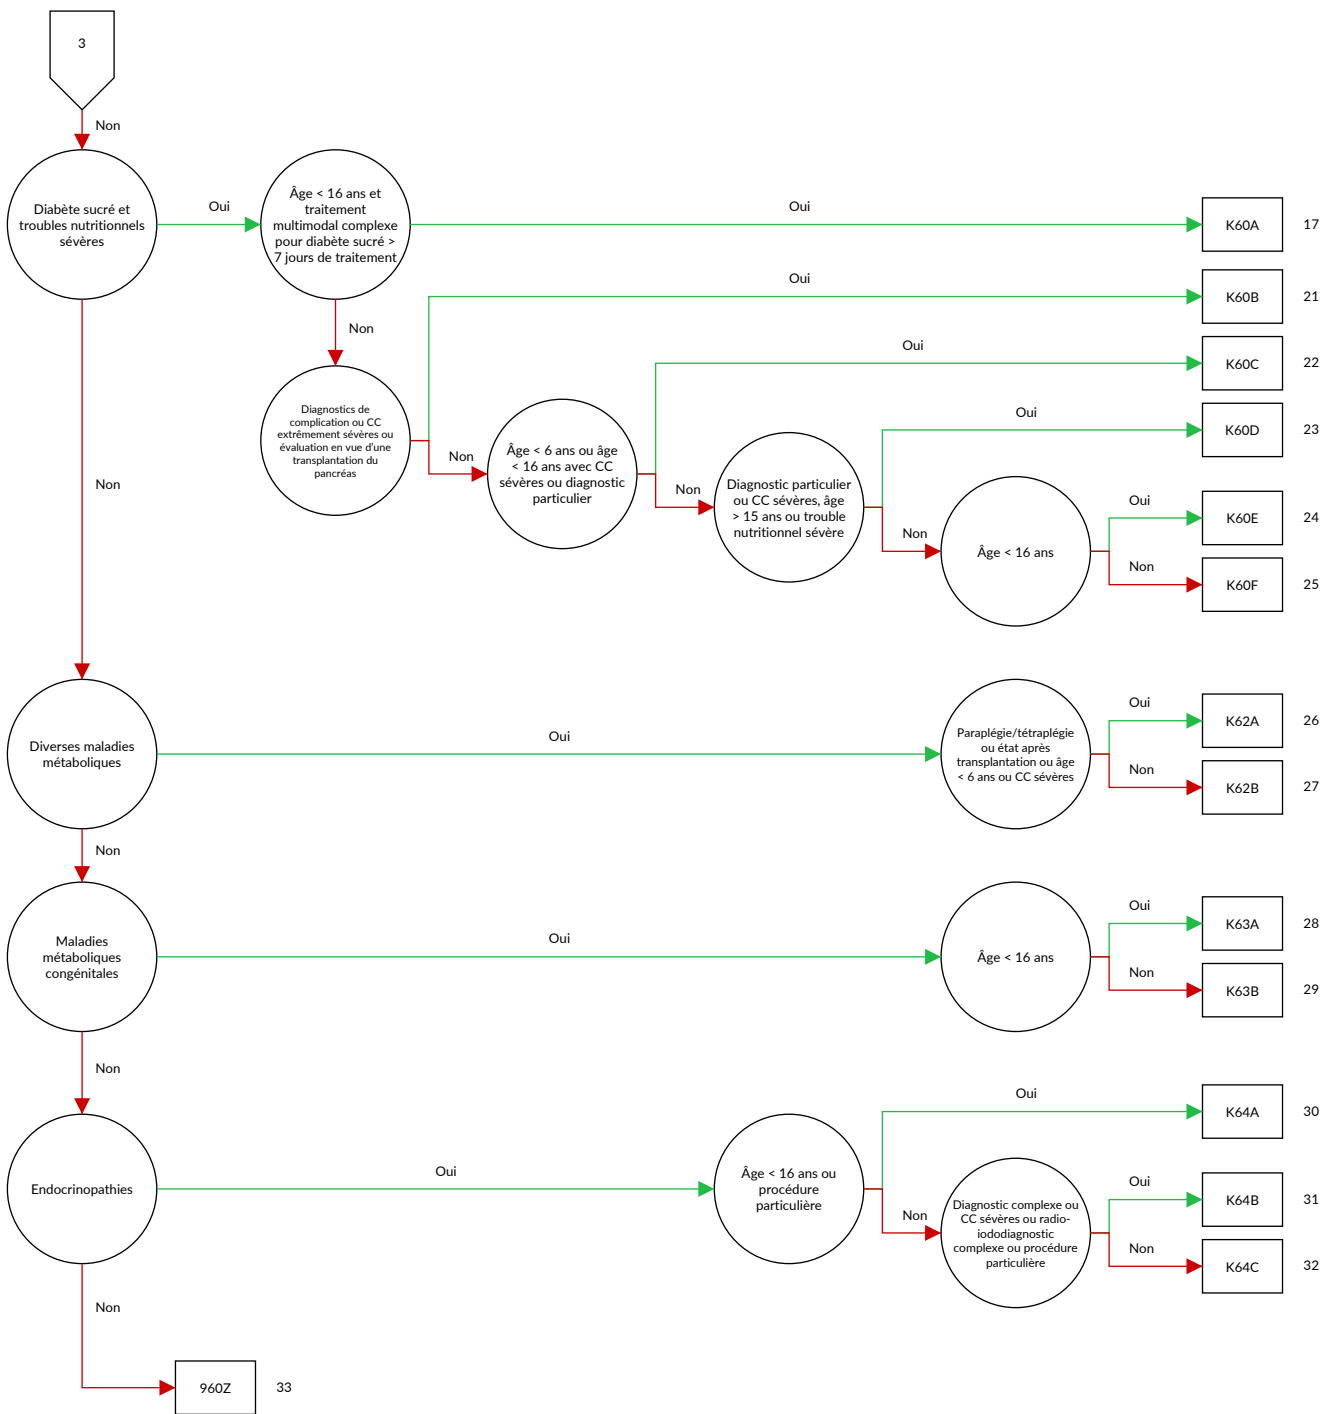 3
Non
Diabète sucré et
troubles nutritionnels
sévères
Oui
Âge < 16 ans et
traitement
multimodal complexe
pour diabète sucré >
7 jours de traitement
Oui
K60A
17
Non
Diagnostics de
complication ou CC
extrêmement sévères ou
évaluation en vue d'une
transplantation du
pancréas
Oui
K60B
21
Non
Âge < 6 ans ou âge
< 16 ans avec CC
sévères ou diagnostic
particulier
Oui
K60C
22
Non
Diagnostic particulier
ou CC sévères, âge
> 15 ans ou trouble
nutritionnel sévère
Oui
K60D
23
Non
Âge < 16 ans
Oui
K60E
24
Non
K60F
25
Non
Diverses maladies
métaboliques
Oui
Paraplégie/tétraplégie
ou état après
transplantation ou âge
< 6 ans ou CC sévères
Oui
K62A
26
Non
K62B
27
Non
Maladies
métaboliques
congénitales
Oui
Âge < 16 ans
Oui
K63A
28
Non
K63B
29
Non
Endocrinopathies
Oui
Âge < 16 ans ou
procédure
particulière
Oui
K64A
30
Non
Diagnostic complexe ou
CC sévères ou radio-
iododiagnostic
complexe ou procédure
particulière
Oui
K64B
31
Non
K64C
32
Non
960Z
33